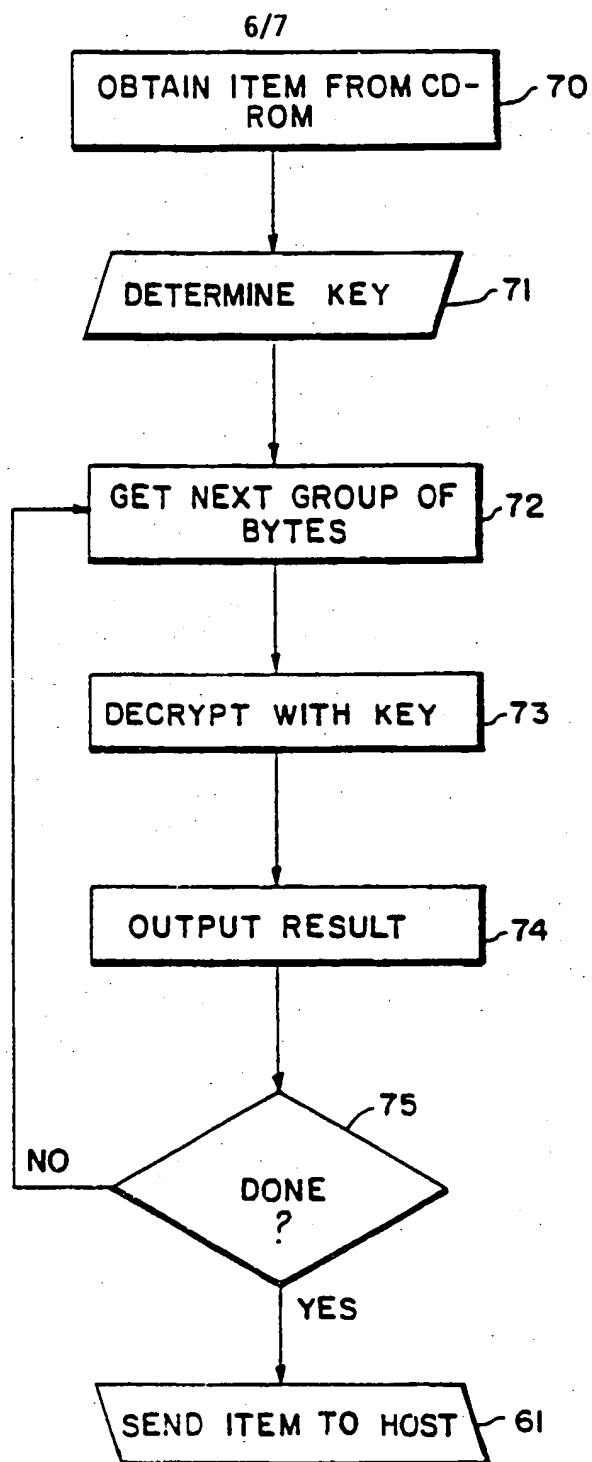 6/7
OBTAIN ITEM FROM CD-
ROM
70
DETERMINE KEY
71
GET NEXT GROUP OF
BYTES
72
DECRYPT WITH KEY
73
OUTPUT RESULT
74
75
NO
DONE
?
YES
SEND ITEM TO HOST
61